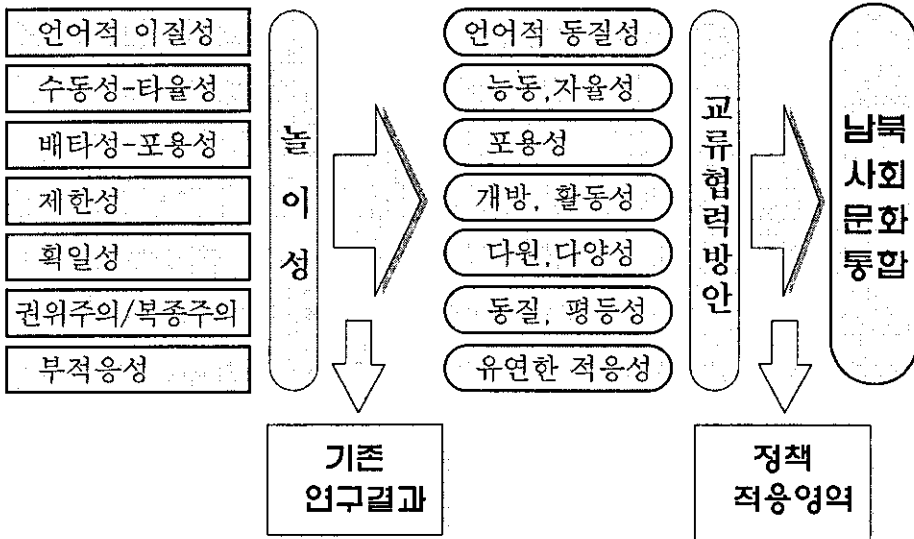 언어적 이질성
수동성-타율성
배타성-포용성
제한성
획일성
권위주의/복종주의
부적응성
놀이성
언어적 동질성
능동,자율성
포용성
개방, 활동성
다원,다양성
동질, 평등성
유연한 적응성
교류협력방안
남북
사회
문화
통합
기존
연구결과
정책
적응영역